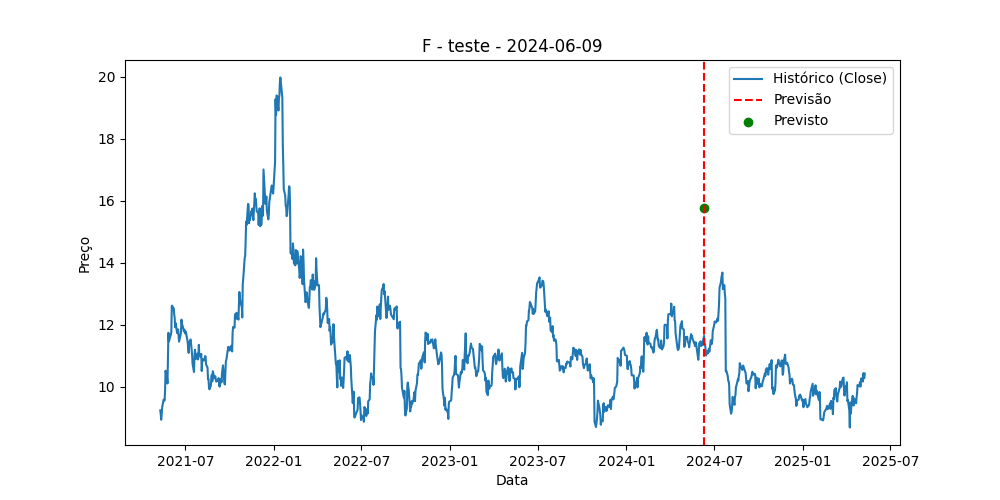 F - teste - 2024-06-09
Histórico (Close)
Previsão
Previsto
Preço
20
18
16
14
12
10
2021-07 2022-01 2022-07 2023-01 2023-07 2024-01 2024-07 2025-01 2025-07
Data